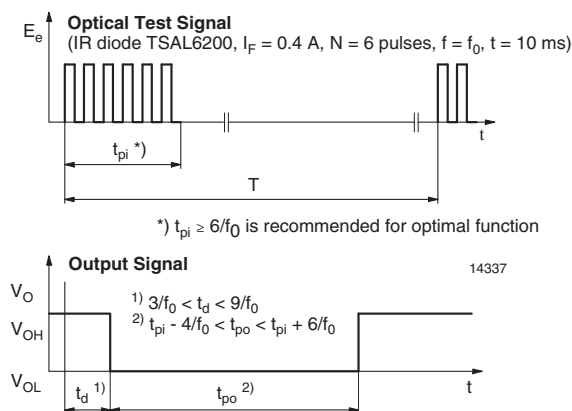 Optical Test Signal
E_e
(IR diode TSAL6200, I_F = 0.4 A, N = 6 pulses, f = f_0, t = 10 ms)
t
t_pi *)
T
*) t_pi ≥ 6/f_0 is recommended for optimal function
Output Signal
14337
V_O
1) 3/f_0 < t_d < 9/f_0
V_OH
2) t_pi - 4/f_0 < t_po < t_pi + 6/f_0
V_OL
t_d 1)
t_po 2)
t